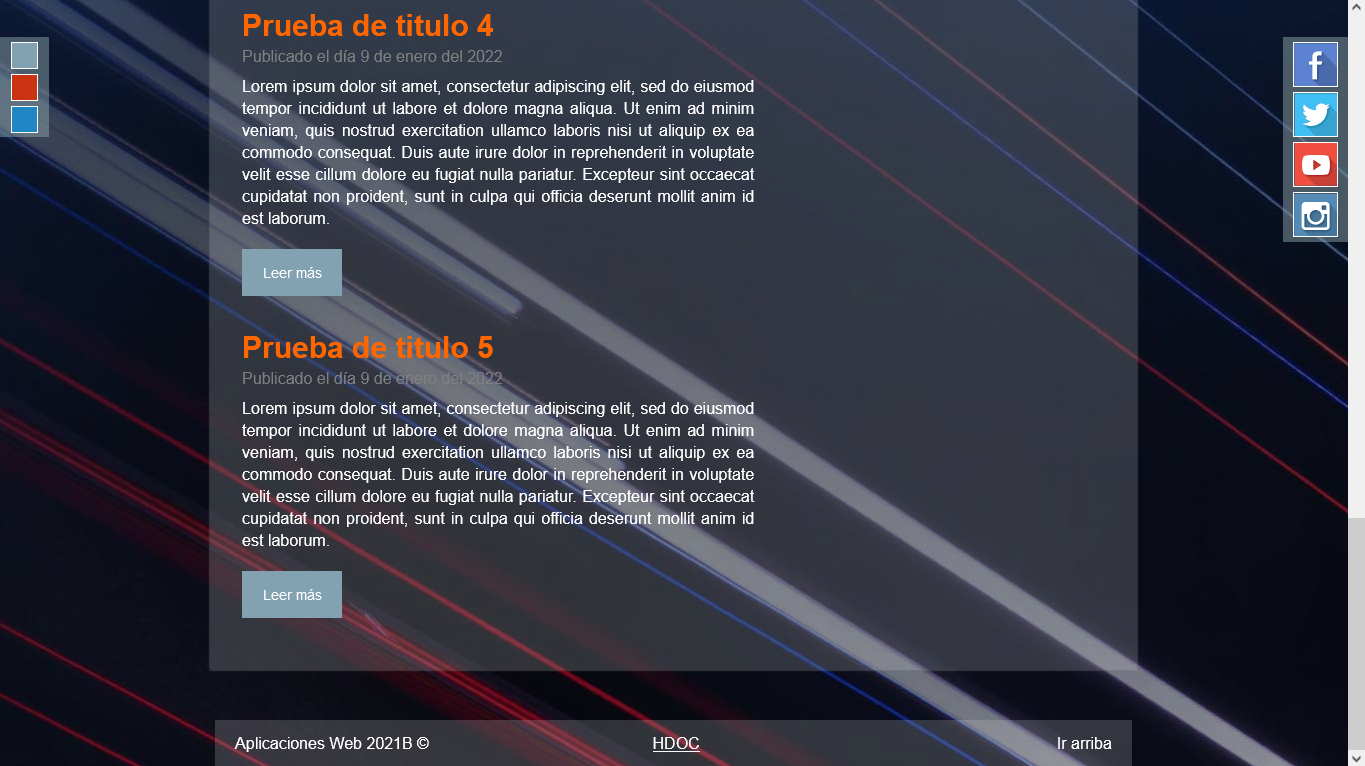 Prueba de titulo 4
Publicado el día 9 de enero del 2022
Lorem ipsum dolor sit amet, consectetur adipiscing elit, sed do eiusmod
tempor incididunt ut labore et dolore magna aliqua. Ut enim ad minim
veniam, quis nostrud exercitation ullamco laboris nisi ut aliquip ex ea
commodo consequat. Duis aute irure dolor in reprehenderit in voluptate
velit esse cillum dolore eu fugiat nulla pariatur. Excepteur sint occaecat
cupidatat non proident, sunt in culpa qui officia deserunt mollit anim id
est laborum.
Leer más
Prueba de titulo 5
Publicado el día 9 de enero del 2022
Lorem ipsum dolor sit amet, consectetur adipiscing elit, sed do eiusmod
tempor incididunt ut labore et dolore magna aliqua. Ut enim ad minim
veniam, quis nostrud exercitation ullamco laboris nisi ut aliquip ex ea
commodo consequat. Duis aute irure dolor in reprehenderit in voluptate
velit esse cillum dolore eu fugiat nulla pariatur. Excepteur sint occaecat
cupidatat non proident, sunt in culpa qui officia deserunt mollit anim id
est laborum.
Leer más
Aplicaciones Web 2021B © HDOC Ir arriba